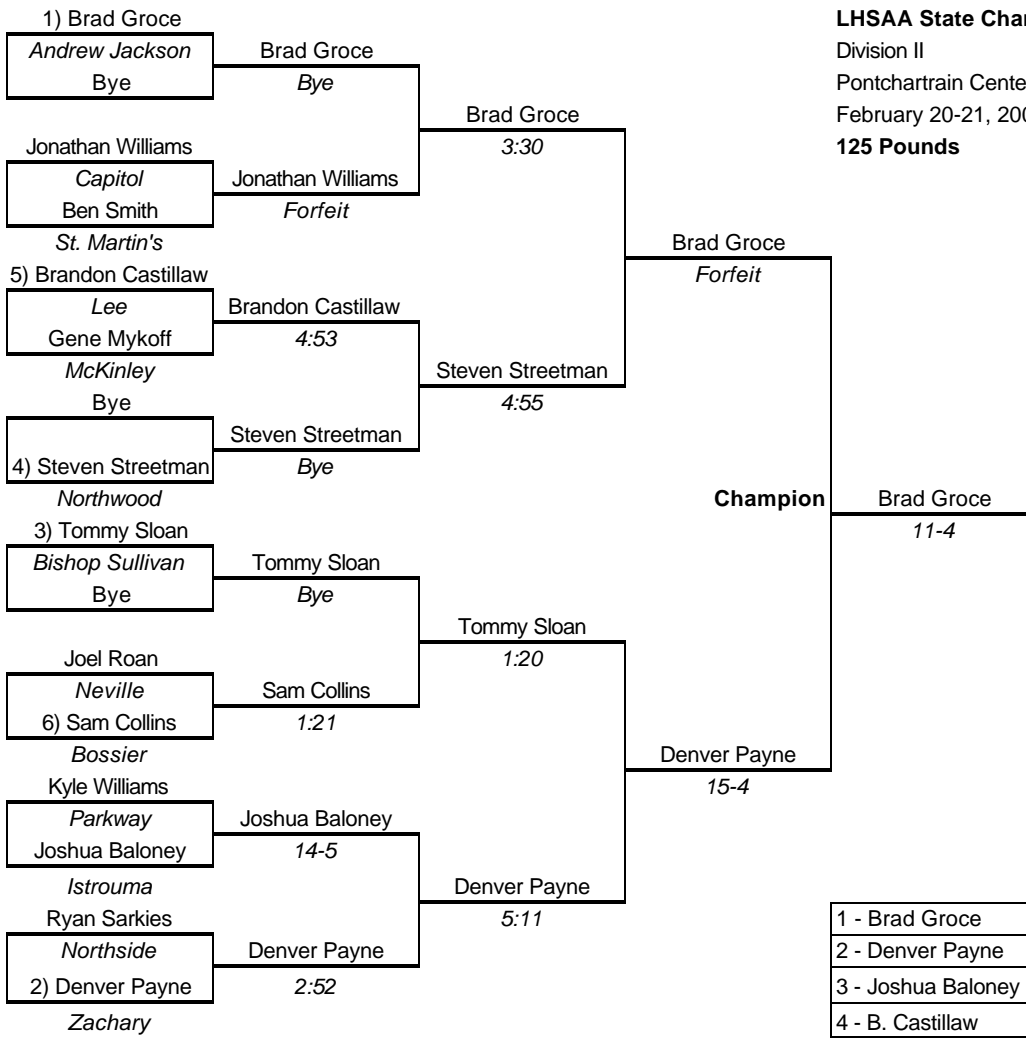 1) Brad Groce
Andrew Jackson
Bye
Jonathan Williams
Capitol
Ben Smith
St. Martin's
5) Brandon Castillaw
Lee
Gene Mykoff
McKinley
Bye
4) Steven Streetman
Northwood
3) Tommy Sloan
Bishop Sullivan
Bye
Joel Roan
Neville
6) Sam Collins
Bossier
Kyle Williams
Parkway
Joshua Baloney
Istrouma
Ryan Sarkies
Northside
2) Denver Payne
Zachary
Brad Groce
Bye
Jonathan Williams
Forfeit
Brandon Castillaw
4:53
Steven Streetman
Bye
Tommy Sloan
Bye
Sam Collins
1:21
Joshua Baloney
14-5
Denver Payne
2:52
Brad Groce
3:30
Steven Streetman
4:55
Tommy Sloan
1:20
Denver Payne
5:11
Brad Groce
Forfeit
Denver Payne
15-4
Champion
Brad Groce
11-4
LHSAA State
Division II
Pontchartrain
February 20-21,
125 Pounds
1 - Brad Groce
2 - Denver Payne
3 - Joshua Baloney
4 - B. Castillaw